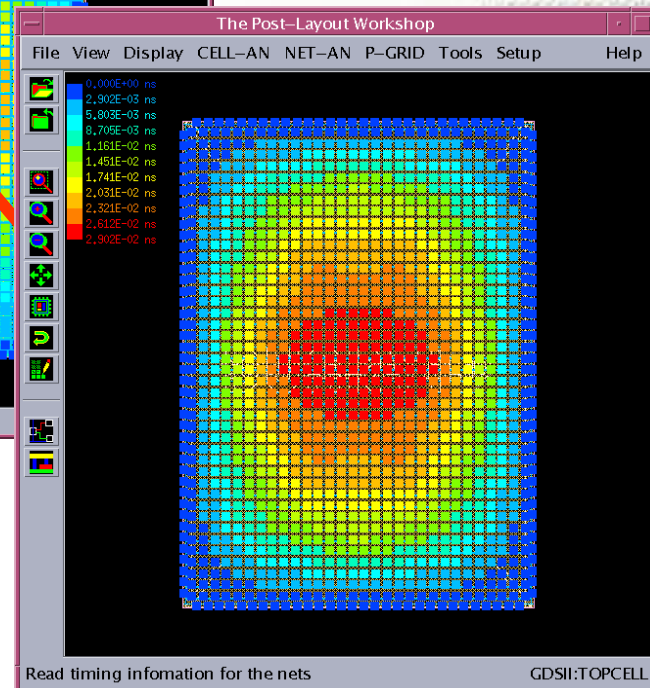 The Post–Layout Workshop
File View Display CELL–AN NET–AN P–GRID Tools Setup Help
0.000E+00 ns
2.902E-03 ns
5.803E-03 ns
8.705E-03 ns
1.161E-02 ns
1.451E-02 ns
1.741E-02 ns
2.031E-02 ns
2.321E-02 ns
2.612E-02 ns
2.902E-02 ns
Read timing infomation for the nets GDSII:TOPCELL